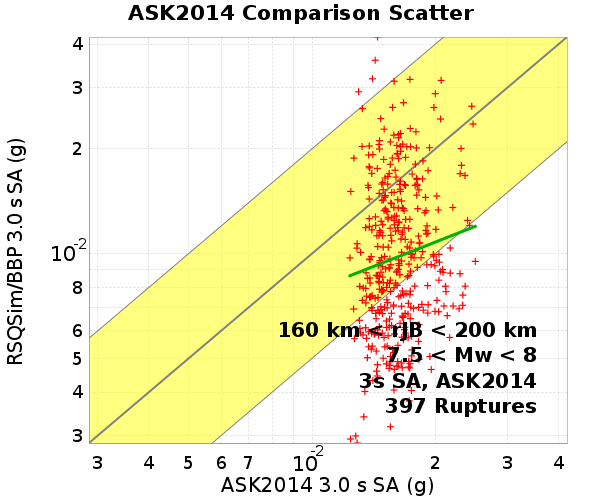 ASK2014 Comparison Scatter
RSQSim/BBP 3.0 s SA (g)
4
3
2
10-2
8
6
5
4
3
160 km < rJB < 200 km
7.5 < Mw < 8
3s SA, ASK2014
397 Ruptures
3 4 5 6 7 10-2 2 3 4
ASK2014 3.0 s SA (g)